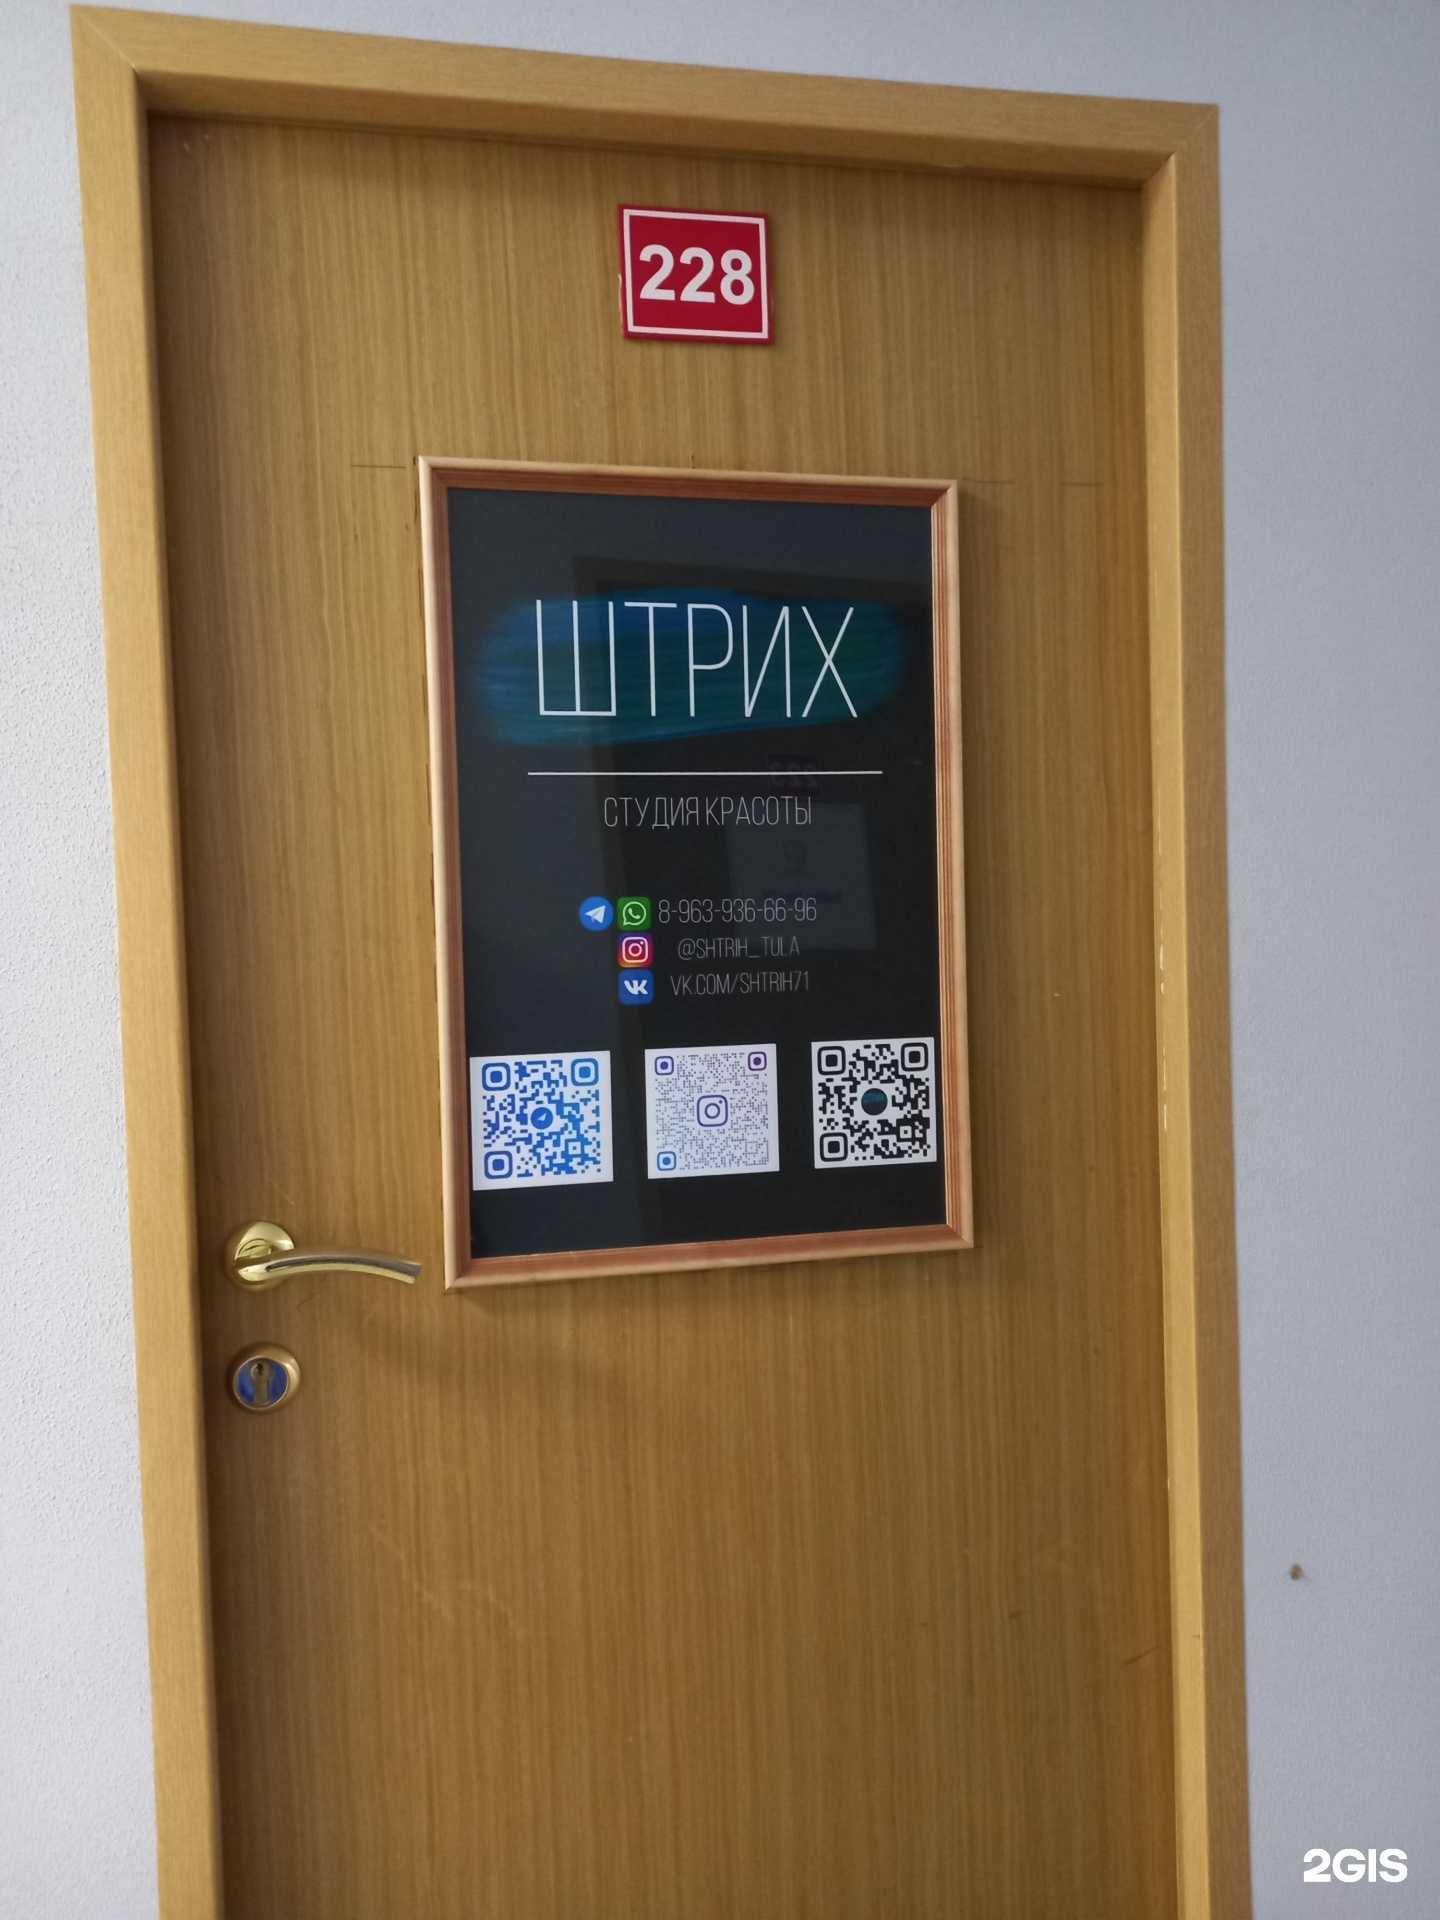 228
ШТРИХ
СТУДИЯ КРАСОТЫ
8-963-936-66-96
@SHTRIH_TULA
VK.COM/SHTRIH71
2GIS